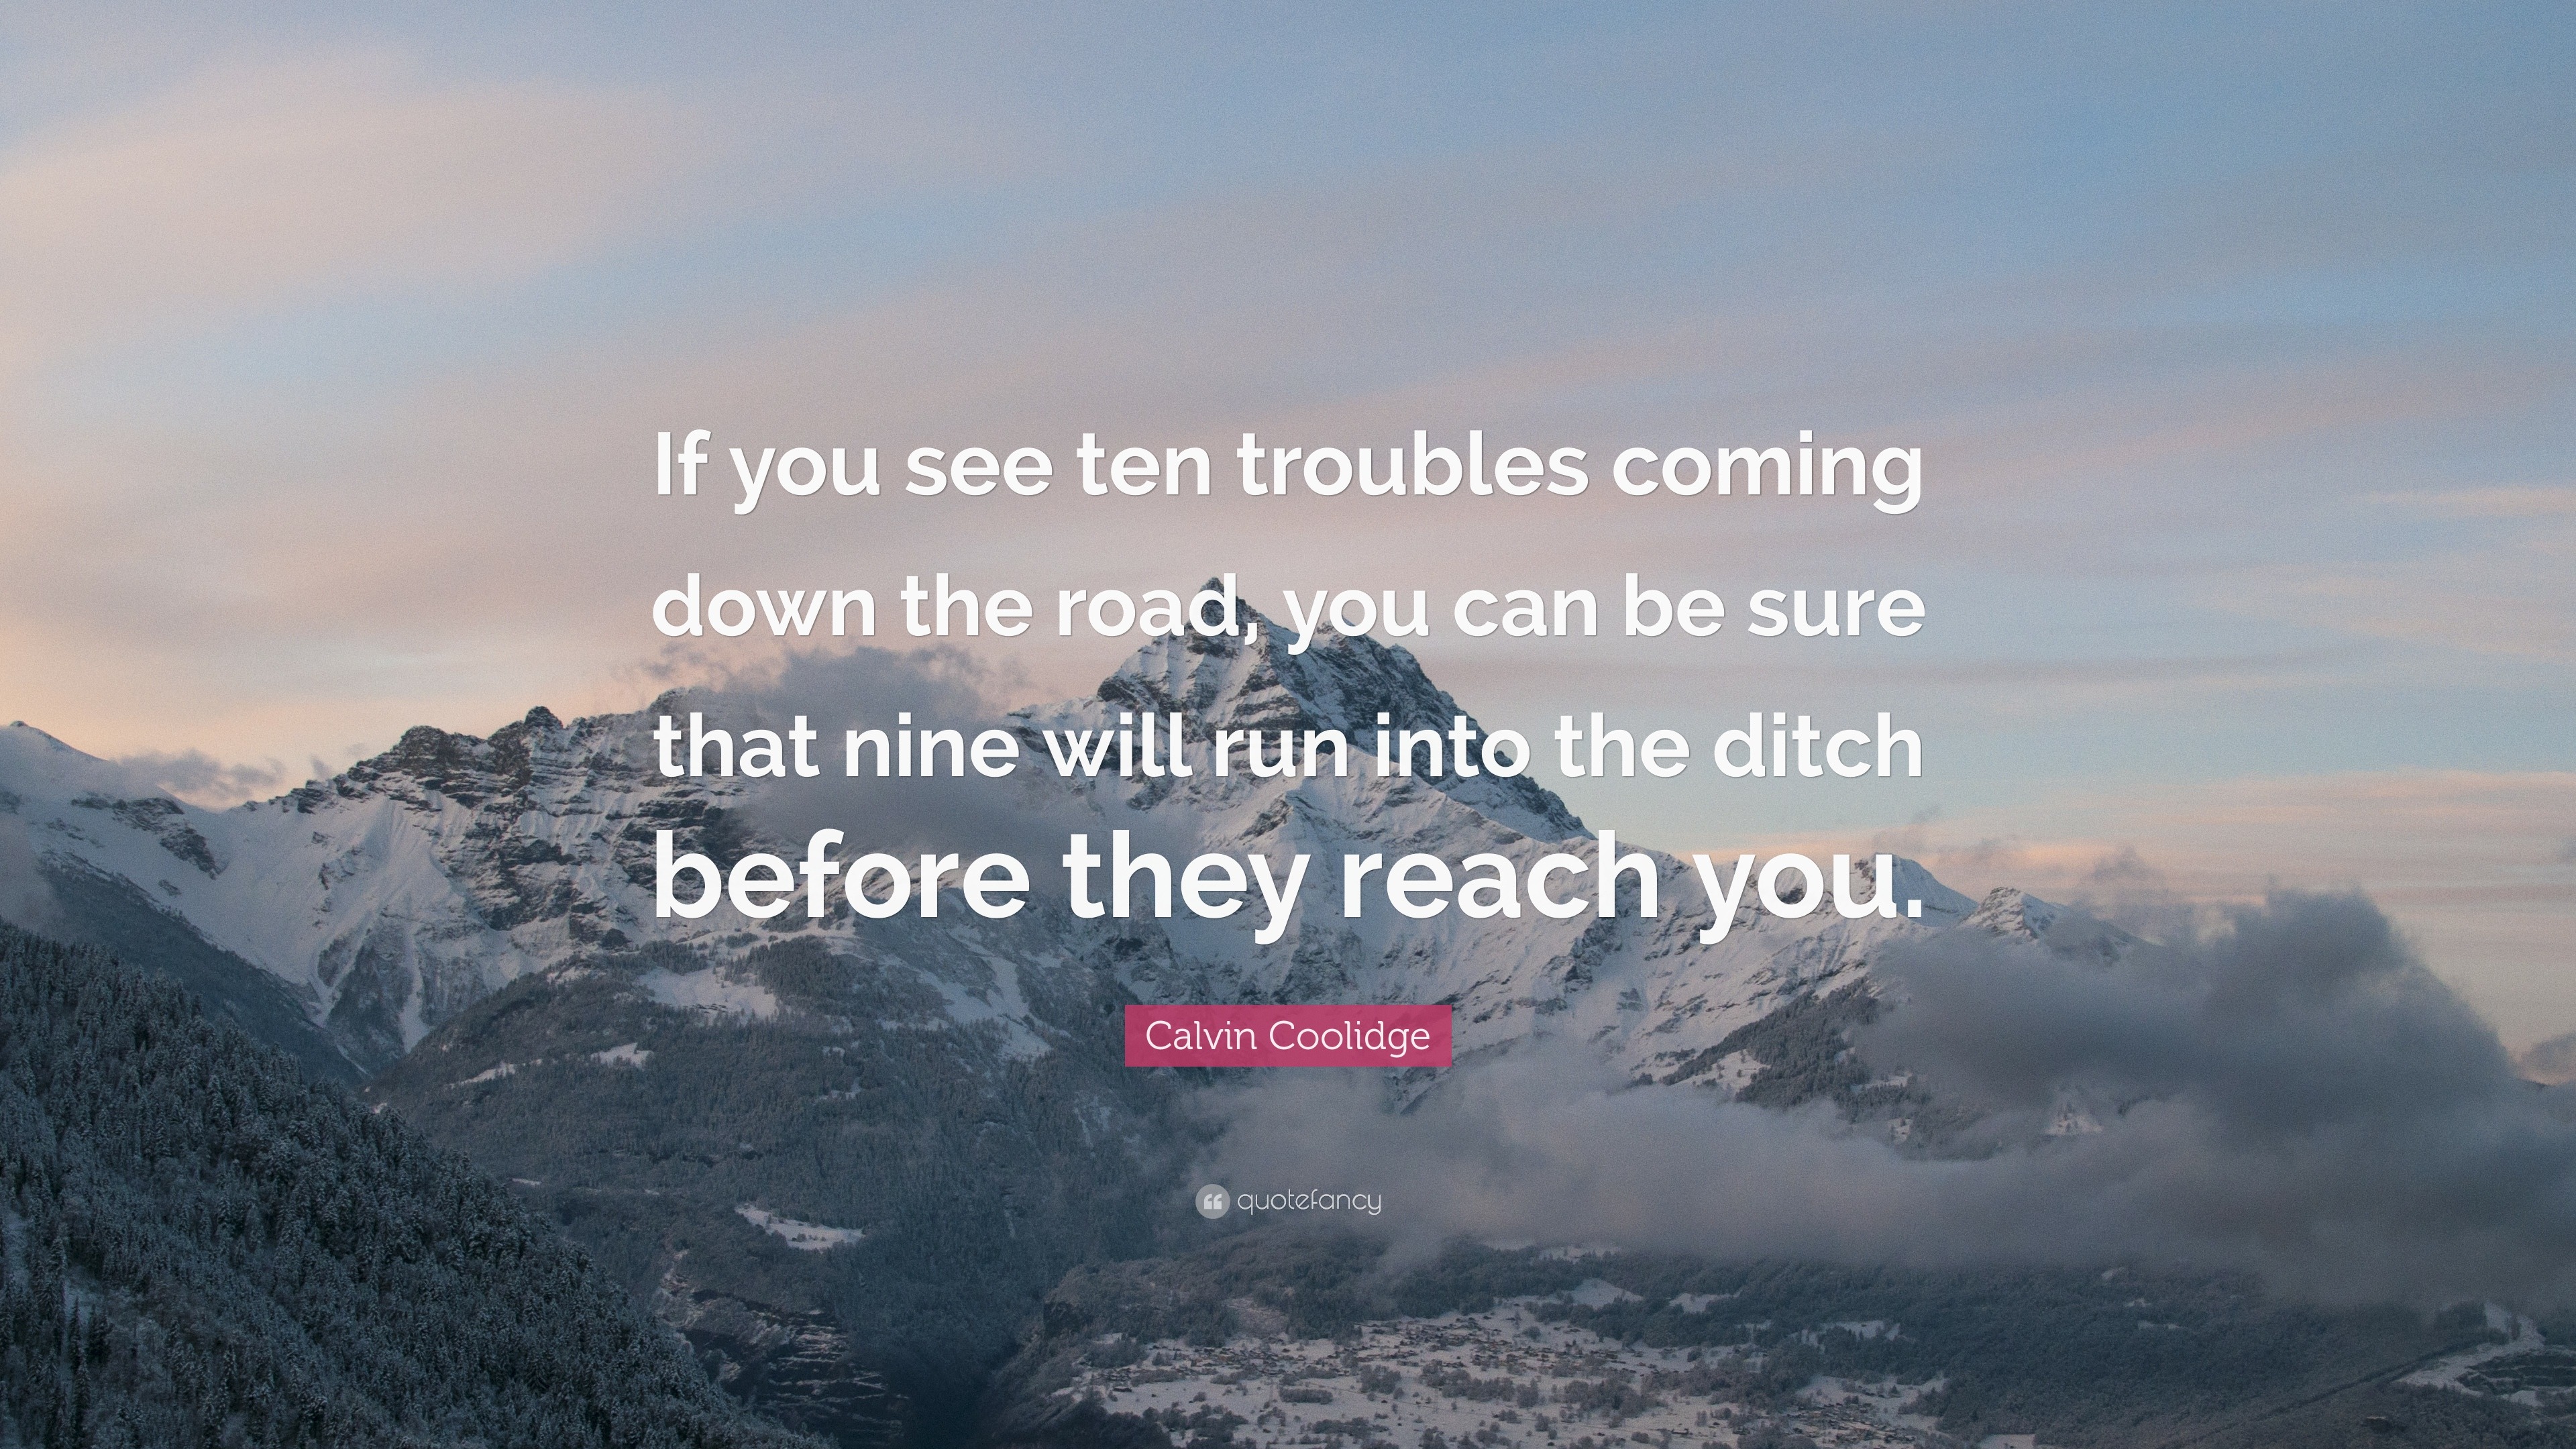 If you see ten troubles coming
down the road, you can be sure
that nine will run into the ditch
before they reach you.
Calvin Coolidge
quotefancy